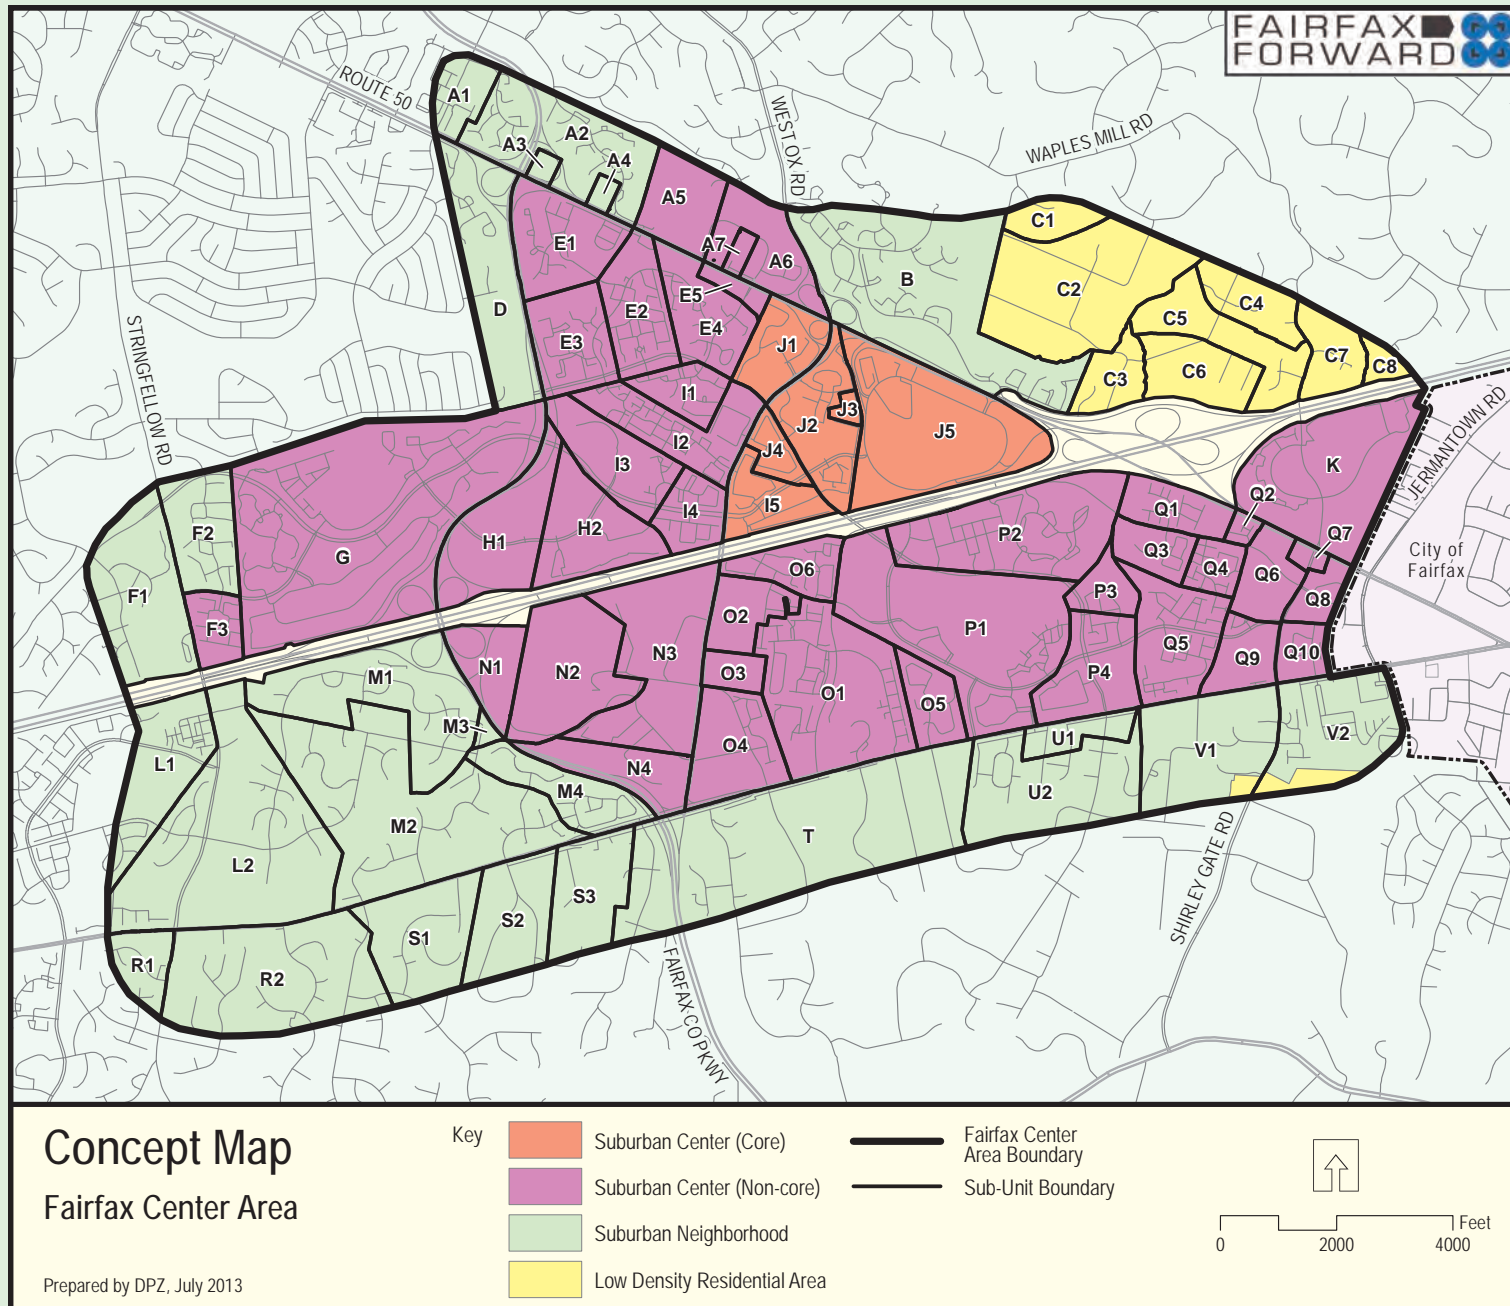 FAIRFAX
FORWARD
ROUTE 50
WEST OX RD
WAPLES MILL RD
STRINGFELLOW RD
JERMANTOWN RD
City of
Fairfax
SHIRLEY GATE RD
FAIRFAX CO PKWY
A1
A2
A3
A4
A5
A7
A6
B
C1
C2
C4
C5
C3
C6
C7
C8
D
E1
E2
E5
E4
E3
J1
J2
J3
J4
J5
I1
I2
I3
I4
I5
K
F2
F1
F3
G
H1
H2
Q1
Q2
Q3
Q4
Q6
Q7
Q8
Q5
Q9
Q10
P2
P3
P1
P4
O6
O2
O3
O1
O5
O4
N1
N2
N3
N4
M1
M3
M4
M2
L1
L2
U1
U2
V1
V2
T
S3
S2
S1
R1
R2
Concept Map
Fairfax Center Area
Prepared by DPZ, July 2013
Key
Suburban Center (Core)
Suburban Center (Non-core)
Suburban Neighborhood
Low Density Residential Area
Fairfax Center
Area Boundary
Sub-Unit Boundary
Feet
0 2000 4000